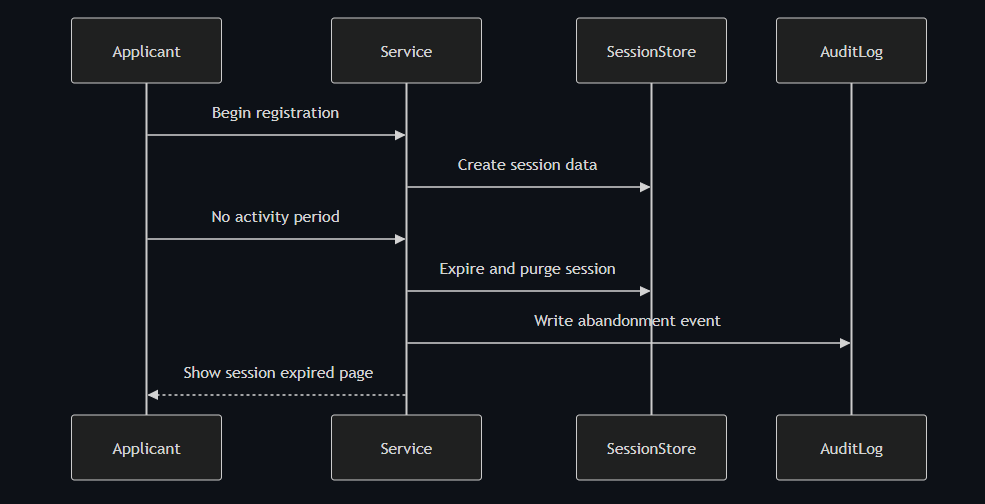 Applicant
Service
SessionStore
AuditLog
Begin registration
Create session data
No activity period
Expire and purge session
Write abandonment event
Show session expired page
Applicant
Service
SessionStore
AuditLog